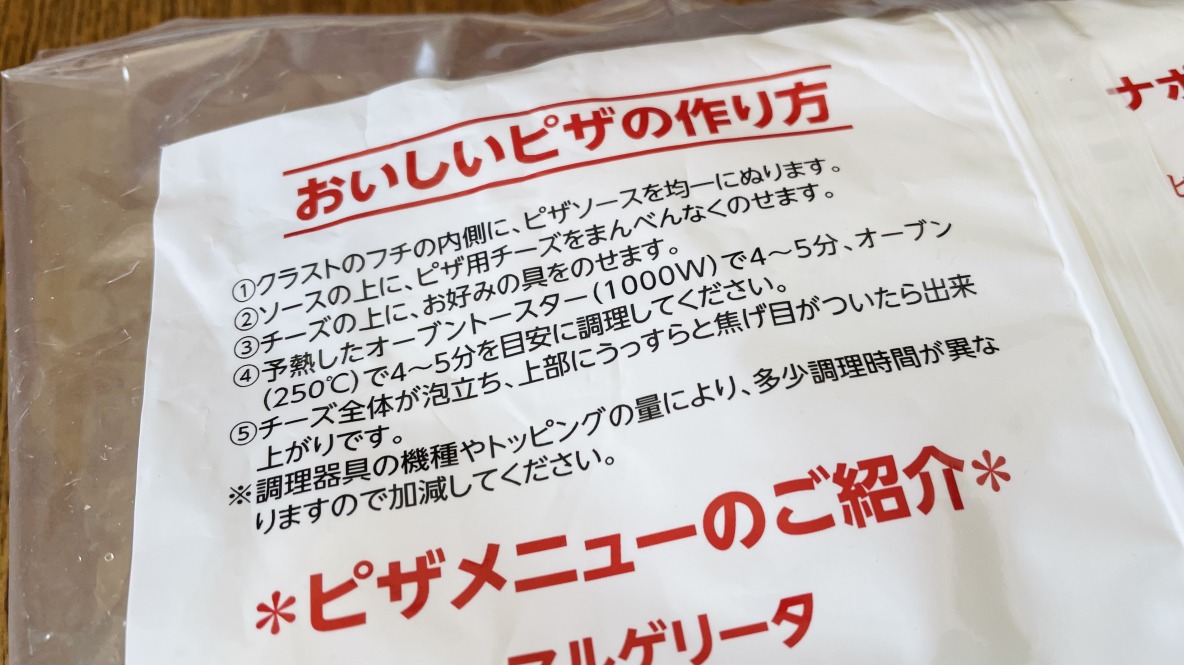 おいしいピザの作り方
①クラストのフチの内側に、ピザソースを均一にぬります。
②ソースの上に、ピザ用チーズをまんべんなくのせます。
③チーズの上に、お好みの具をのせます。
④予熱したオーブントースター(1000W)で4～5分、オーブン
(250℃)で4～5分を目安に調理してください。
⑤チーズ全体が泡立ち、上部にうっすらと焦げ目がついたら出来
上がりです。
※調理器具の機種やトッピングの量により、多少調理時間が異な
りますので加減してください。
*ピザメニューのご紹介*
マルゲリータ
ナポ